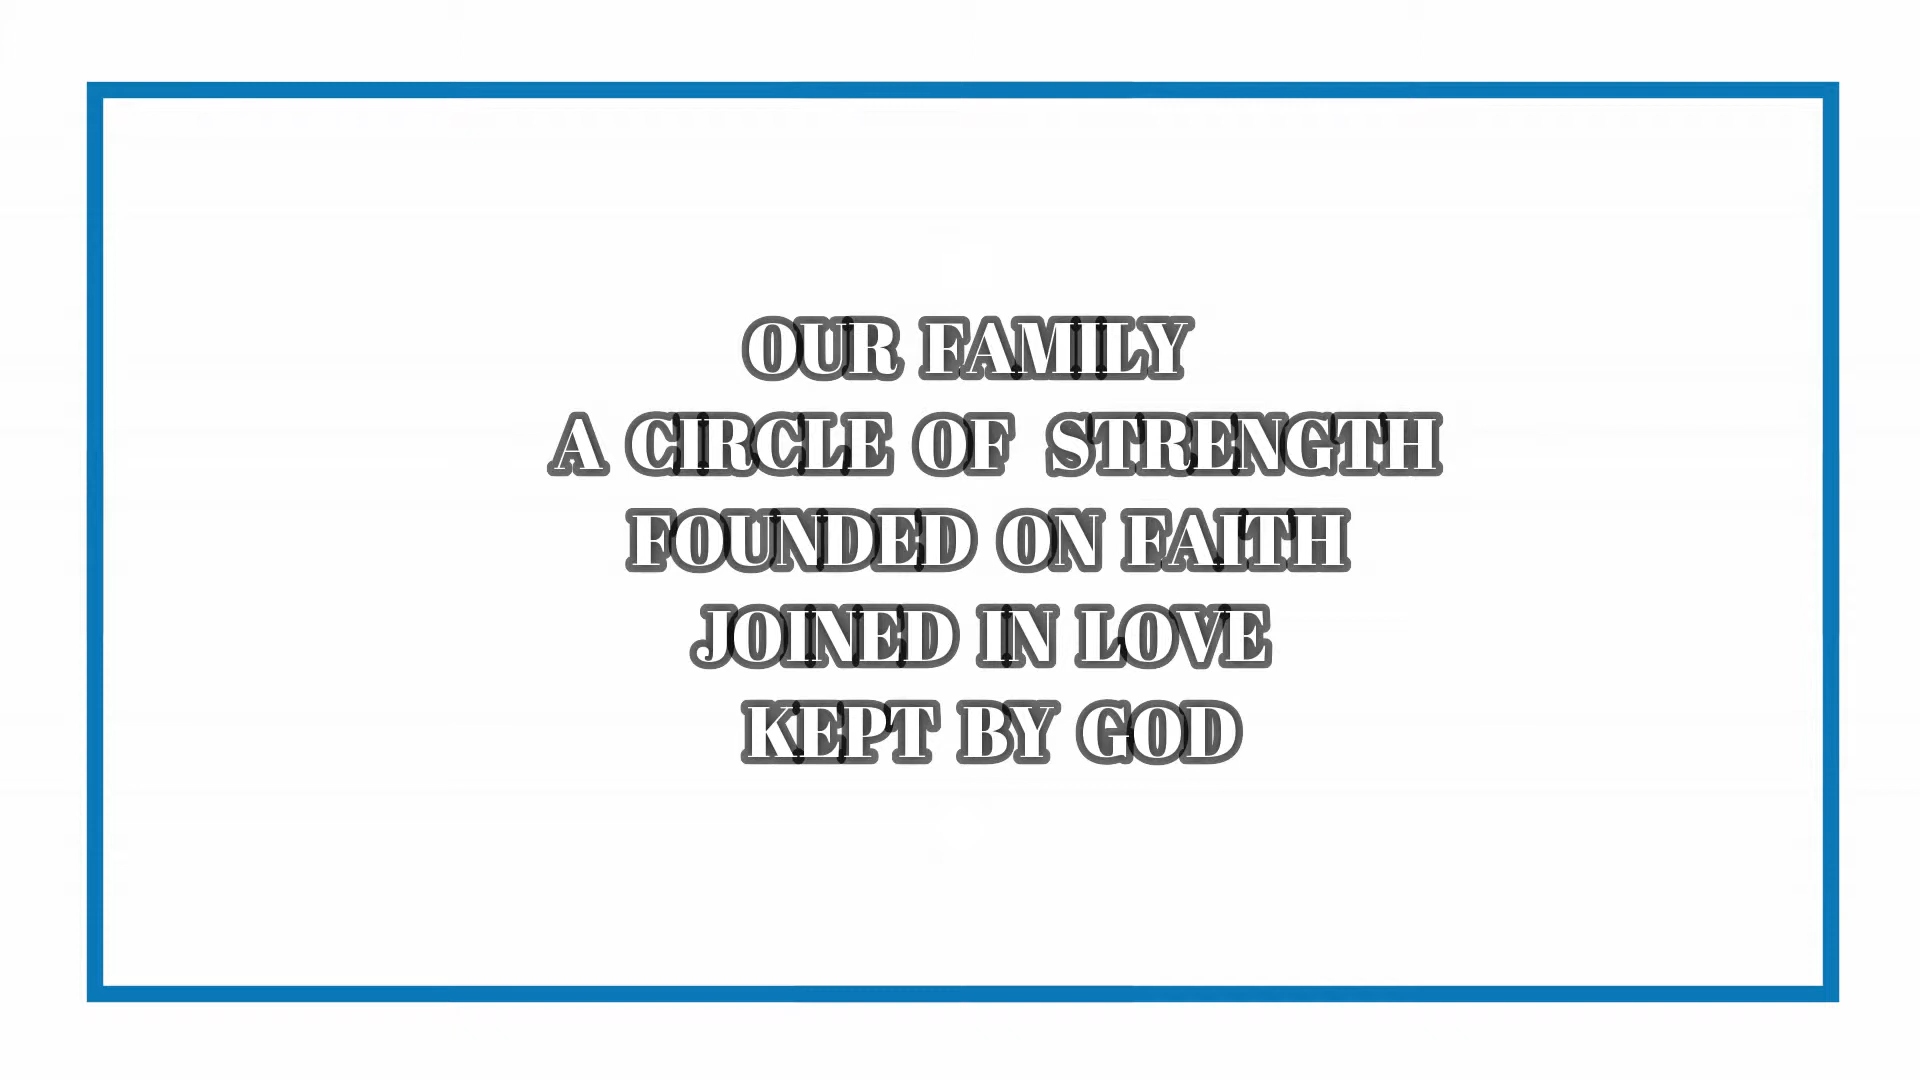 OUR FAMILY
A CIRCLE OF STRENGTH
FOUNDED ON FAITH
JOINED IN LOVE
KEPT BY GOD